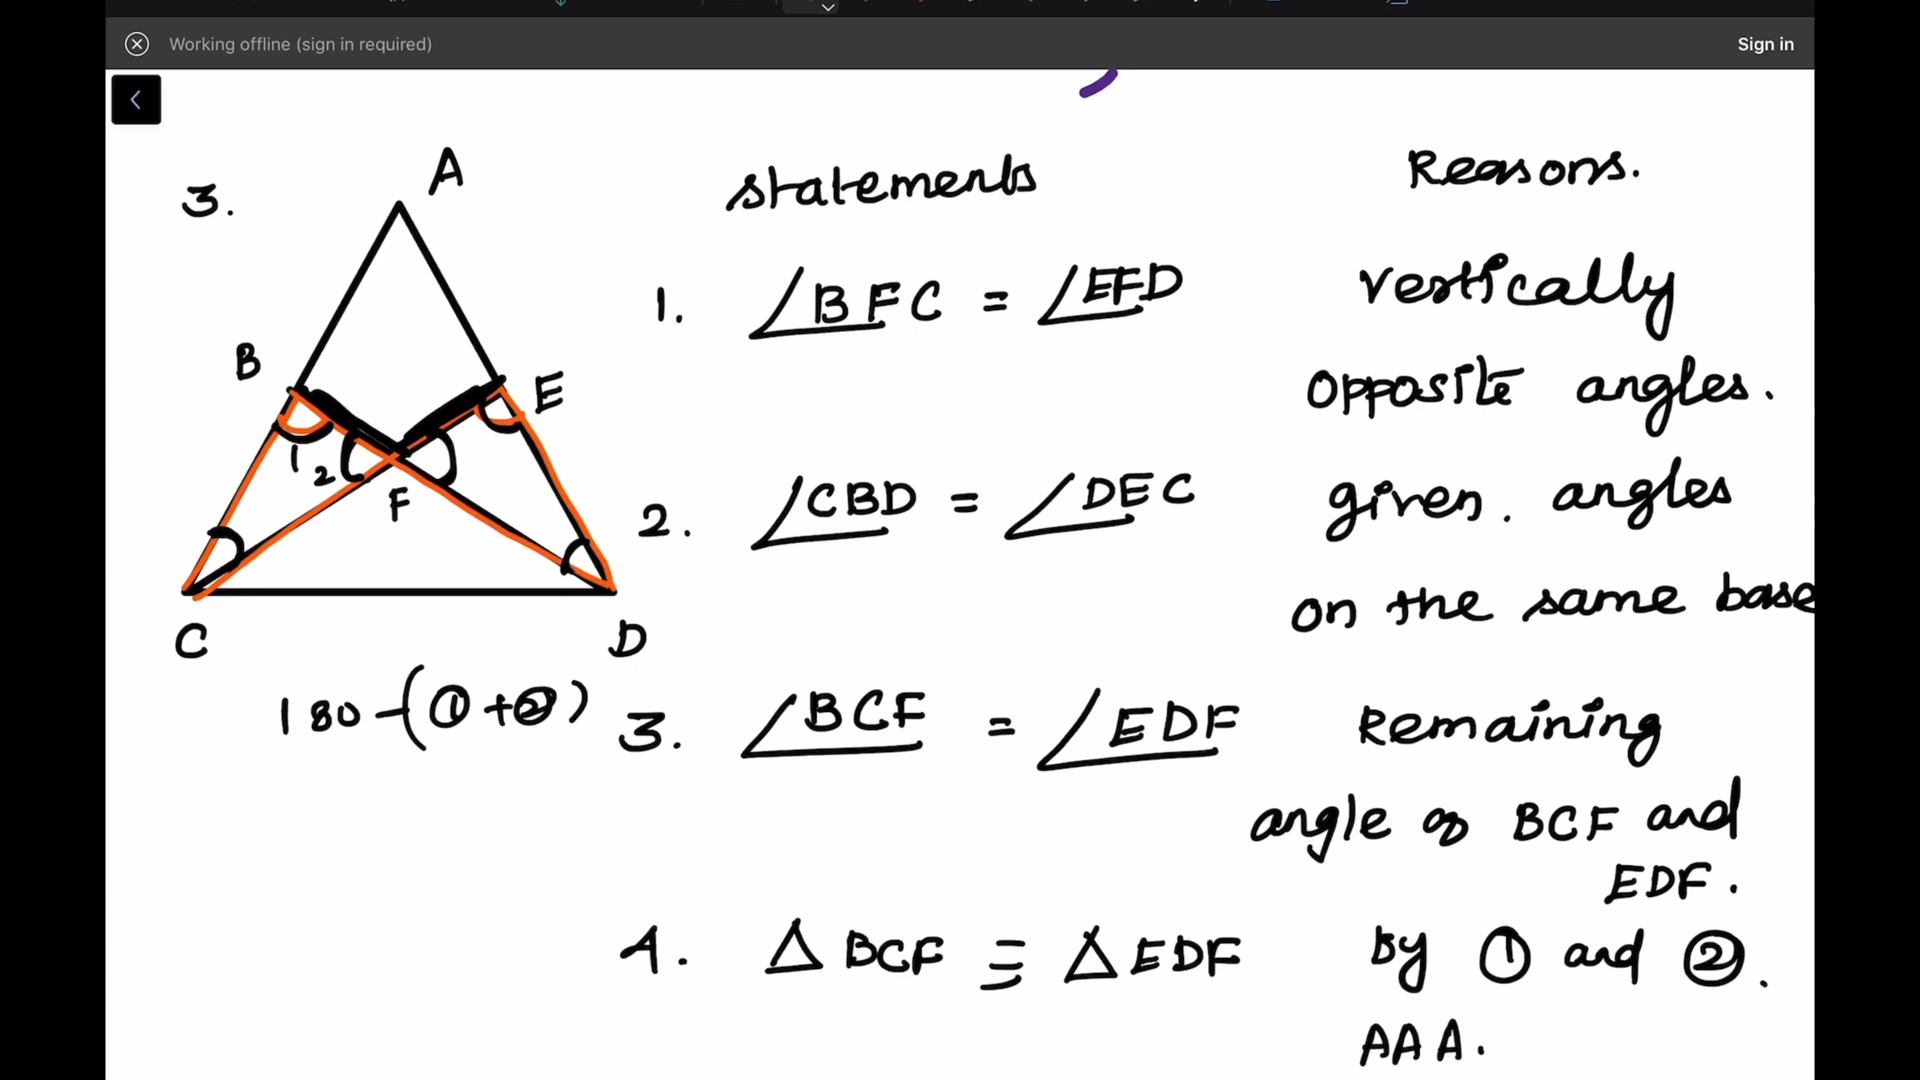 Working offline (sign in required)
Sign in
3.
A
B
E
1
2
F
C
D
180-(①+②)
statements
Reasons.
1. ∠BFC = ∠EFD
vertically
opposite angles.
2. ∠CBD = ∠DEC
given. angles
on the same base
3. ∠BCF = ∠EDF
Remaining
angle of BCF and
EDF.
4. △BCF ≡ △EDF
By ① and ②.
AAA.